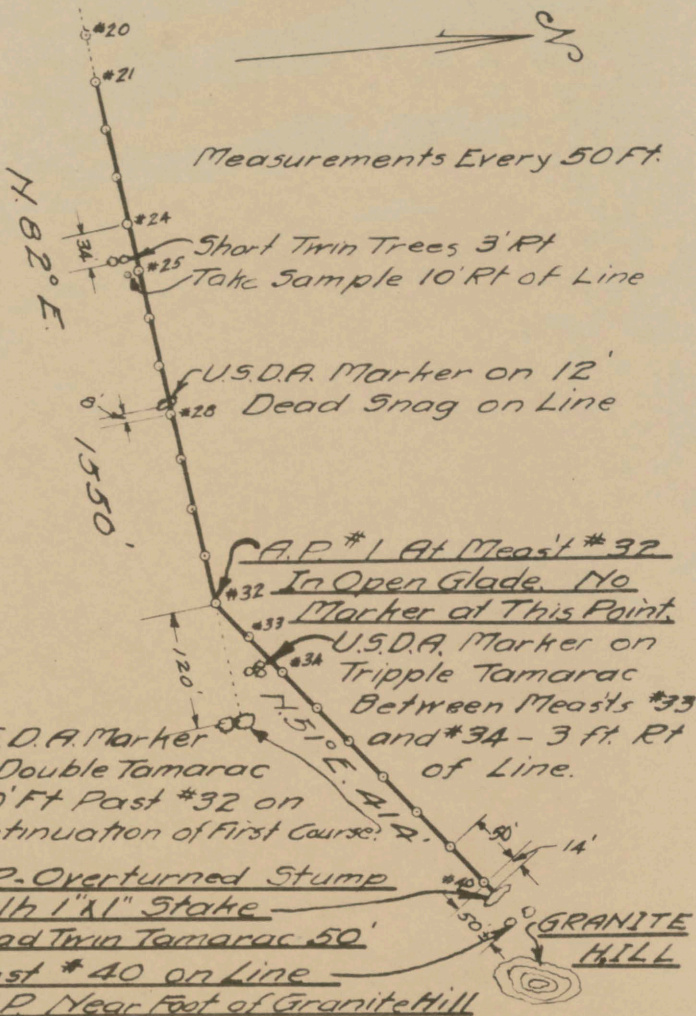 #20
#21
Measurements Every 50 Ft.
N. 82° E.
#24
34'
Short Twin Trees 3' Rt
#25
Take Sample 10' Rt of Line
U.S.D.A. Marker on 12'
Dead Snag on Line
8'
#28
1550'
A.P. #1 At Meas't #32
In Open Glade. No
Marker at This Point.
#32
#33
U.S.D.A. Marker on
#34
Tripple Tamarac
Between Meas'ts #33
and #34 - 3 ft. Rt
of Line.
120'
N. 51° E. 414.
D.A. Marker
Double Tamarac
0' Ft Past #32 on
tinuation of First Course.
50'
14'
P-Overturned Stump
th 1"x1" Stake
ad Twin Tamarac 50'
st #40 on Line
P. Near Foot of Granite Hill
#40
50'
GRANITE
HILL